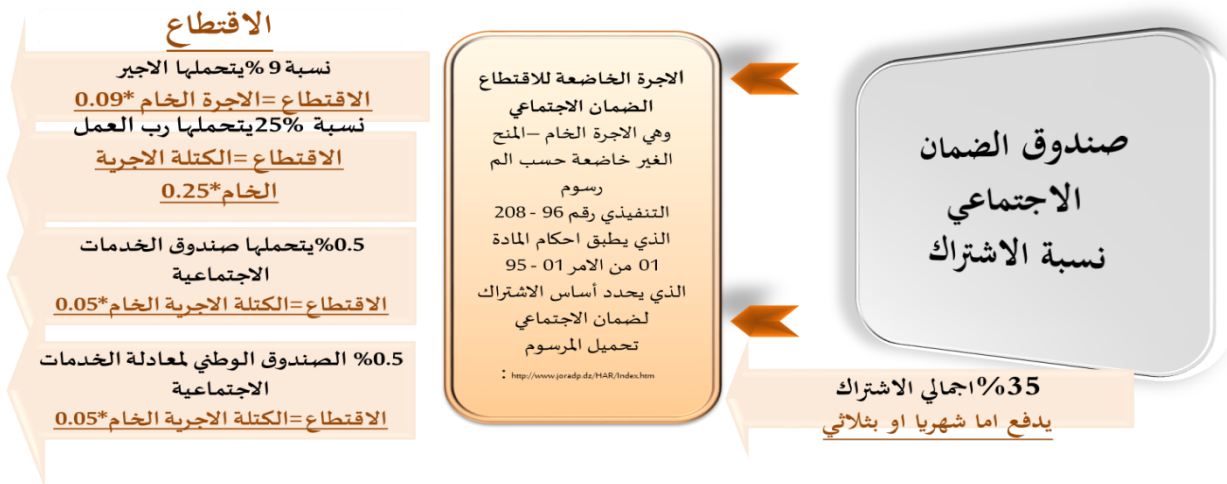 صندوق الضمان
الاجتماعي
نسبة الاشتراك
35%اجمالي الاشتراك
يدفع اما شهريا او بثلاثي
الاجرة الخاضعة للاقتطاع
الضمان الاجتماعي
وهي الاجرة الخام –المنح
الغير خاضعة حسب الم
رسوم
التنفيذي رقم 96 - 208
الذي يطبق احكام المادة
01 من الامر 01 - 95
الذي يحدد أساس الاشتراك
لضمان الاجتماعي
تحميل المرسوم
: http://www.joradp.dz/HAR/Index.htm
الاقتطاع
نسبة 9 %يتحملها الاجير
الاقتطاع =الاجرة الخام *0.09
نسبة 25%يتحملها رب العمل
الاقتطاع =الكتلة الاجرية
الخام*0.25
0.5%يتحملها صندوق الخدمات
الاجتماعية
الاقتطاع=الكتلة الاجرية الخام*0.05
0.5% الصندوق الوطني لمعادلة الخدمات
الاجتماعية
الاقتطاع=الكتلة الاجرية الخام*0.05